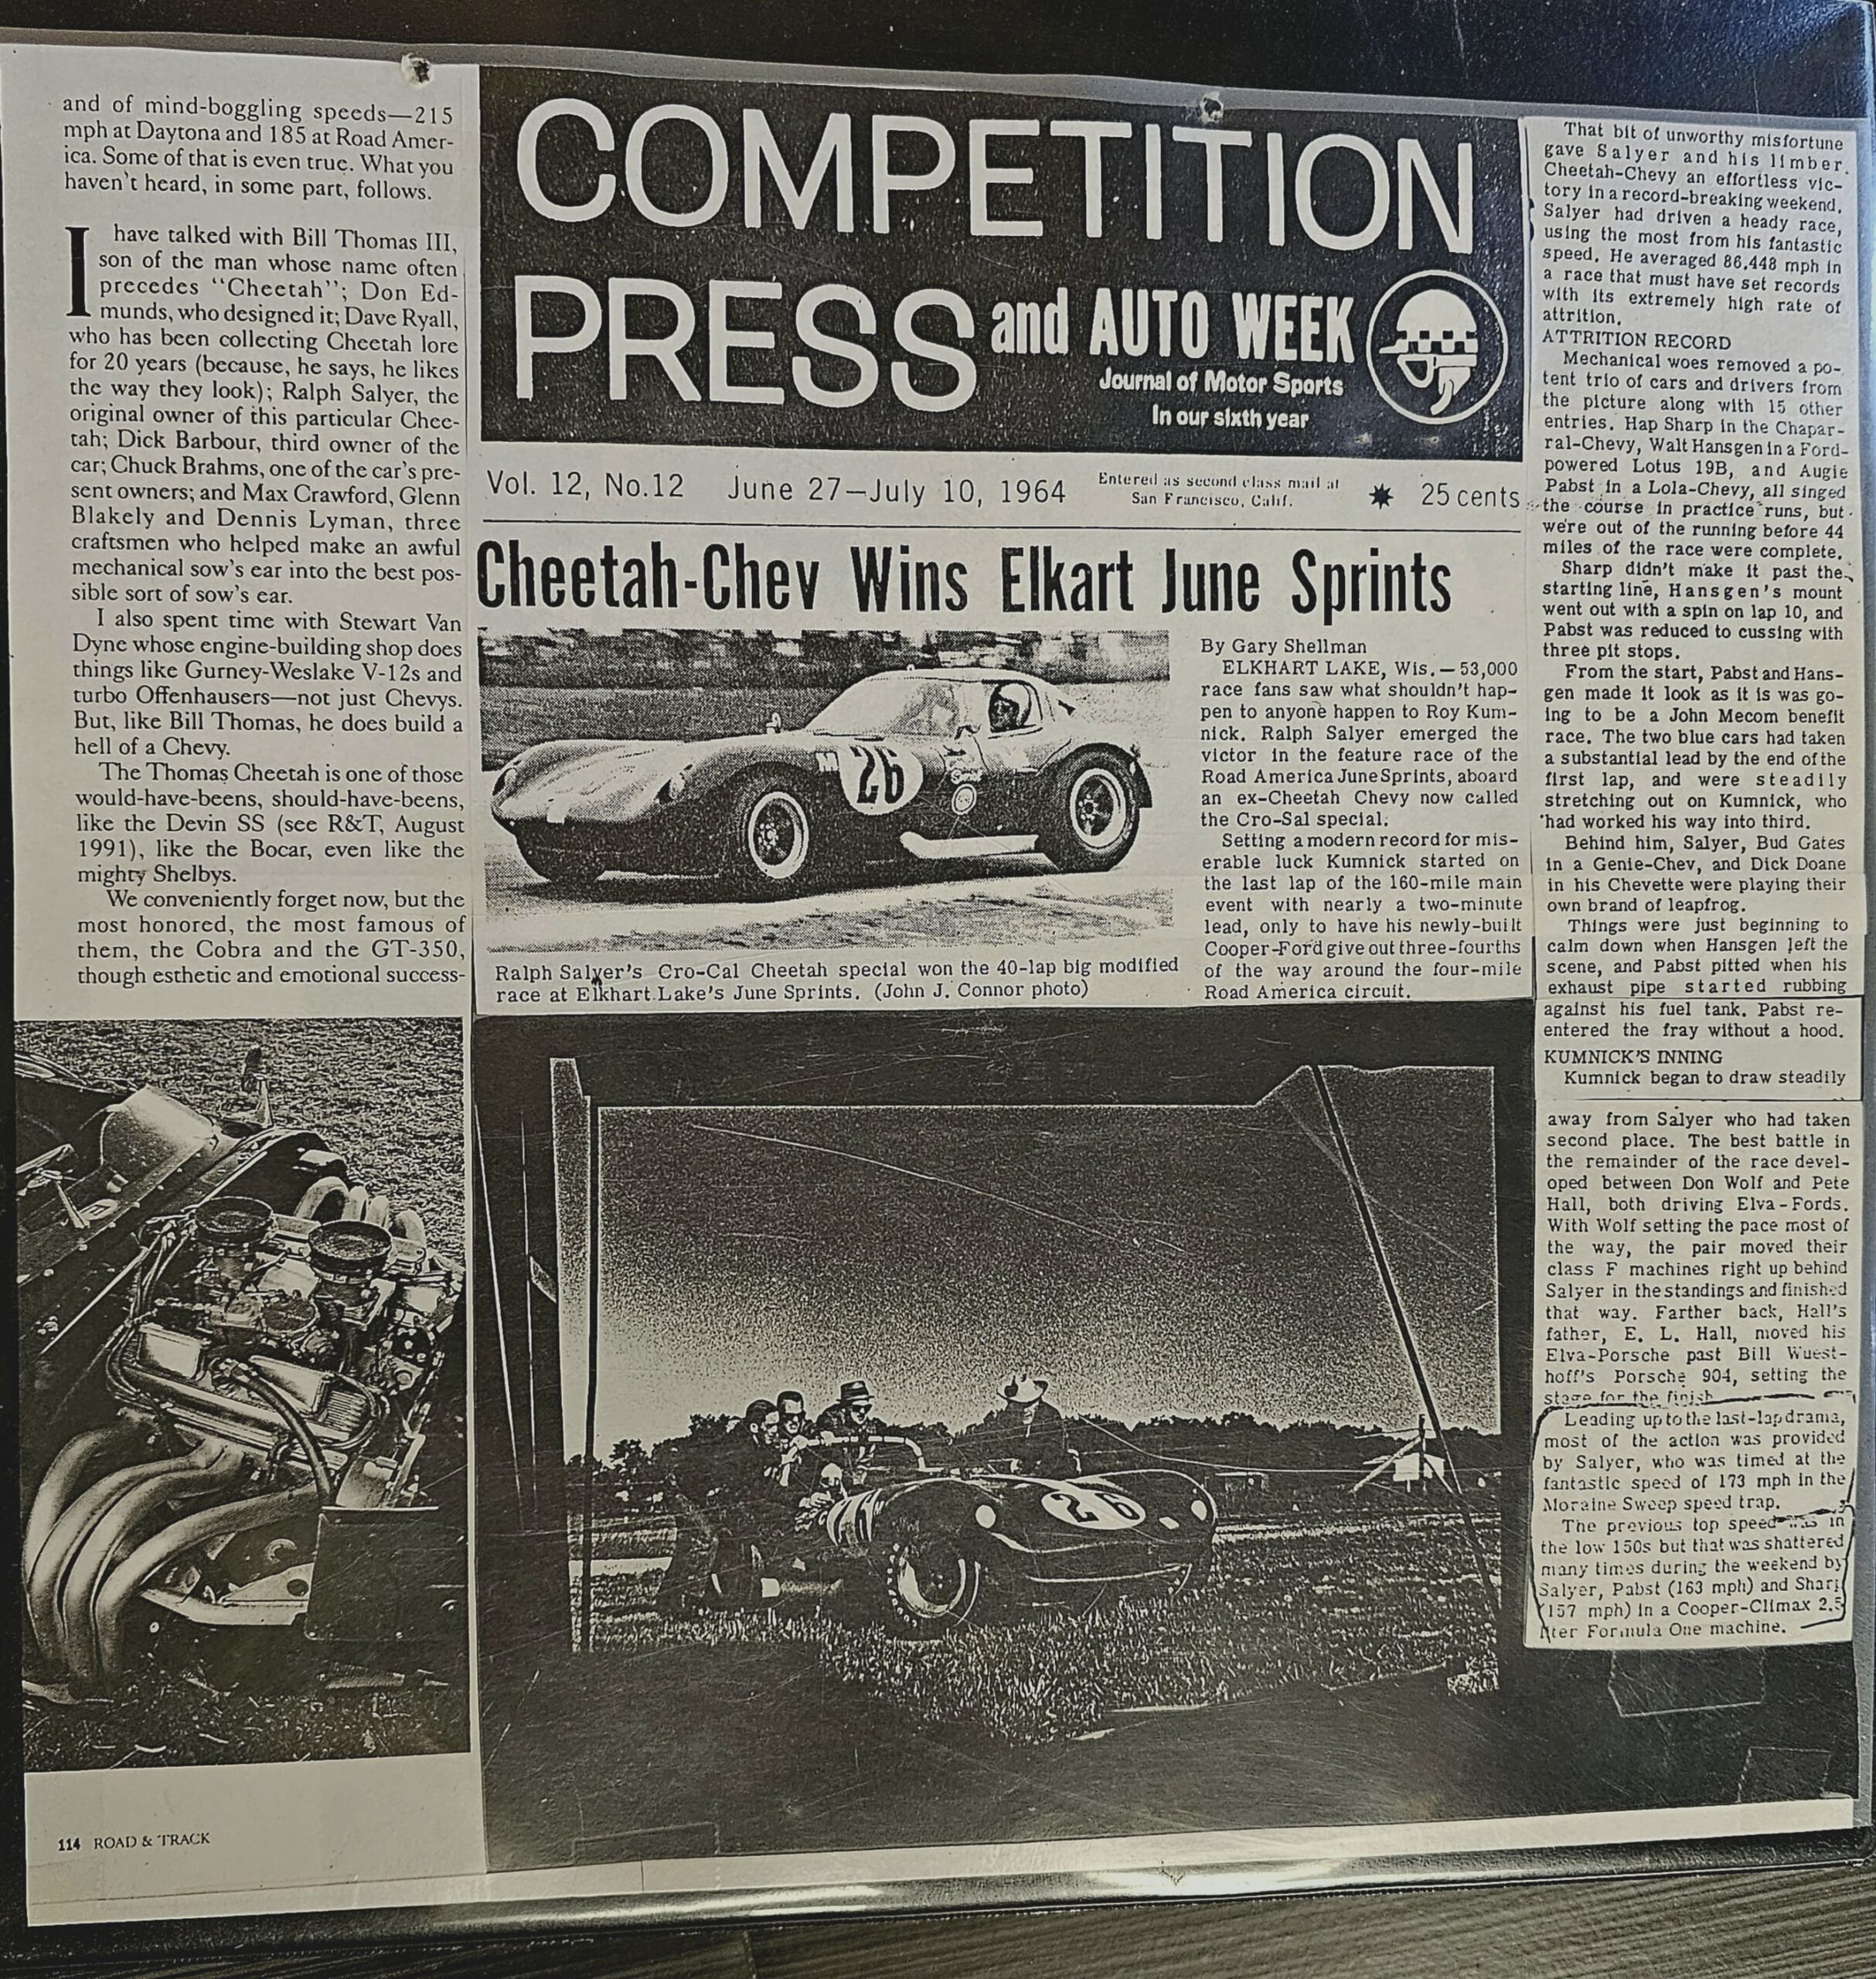 and of mind-boggling speeds—215
mph at Daytona and 185 at Road Amer-
ica. Some of that is even true. What you
haven't heard, in some part, follows.
I have talked with Bill Thomas III,
son of the man whose name often
precedes "Cheetah"; Don Ed-
munds, who designed it; Dave Ryall,
who has been collecting Cheetah lore
for 20 years (because, he says, he likes
the way they look); Ralph Salyer, the
original owner of this particular Chee-
tah; Dick Barbour, third owner of the
car; Chuck Brahms, one of the car's pre-
sent owners; and Max Crawford, Glenn
Blakely and Dennis Lyman, three
craftsmen who helped make an awful
mechanical sow's ear into the best pos-
sible sort of sow's ear.
I also spent time with Stewart Van
Dyne whose engine-building shop does
things like Gurney-Weslake V-12s and
turbo Offenhausers—not just Chevys.
But, like Bill Thomas, he does build a
hell of a Chevy.
The Thomas Cheetah is one of those
would-have-beens, should-have-beens,
like the Devin SS (see R&T, August
1991), like the Bocar, even like the
mighty Shelbys.
We conveniently forget now, but the
most honored, the most famous of
them, the Cobra and the GT-350,
though esthetic and emotional success-
114 ROAD & TRACK
COMPETITION
PRESS and AUTO WEEK
Journal of Motor Sports
In our sixth year
Vol. 12, No.12 June 27—July 10, 1964
Entered as second class mail at
San Francisco, Calif.
25 cents
Cheetah-Chev Wins Elkart June Sprints
26
Ralph Salyer's Cro-Cal Cheetah special won the 40-lap big modified
race at Elkhart Lake's June Sprints. (John J. Connor photo)
By Gary Shellman
ELKHART LAKE, Wis.—53,000
race fans saw what shouldn't hap-
pen to anyone happen to Roy Kum-
nick. Ralph Salyer emerged the
victor in the feature race of the
Road America June Sprints, aboard
an ex-Cheetah Chevy now called
the Cro-Sal special.
Setting a modern record for mis-
erable luck Kumnick started on
the last lap of the 160-mile main
event with nearly a two-minute
lead, only to have his newly-built
Cooper-Ford give out three-fourths
of the way around the four-mile
Road America circuit.
26
That bit of unworthy misfortune
gave Salyer and his limber
Cheetah-Chevy an effortless vic-
tory in a record-breaking weekend.
Salyer had driven a heady race,
using the most from his fantastic
speed. He averaged 86.448 mph in
a race that must have set records
with its extremely high rate of
attrition.
ATTRITION RECORD
Mechanical woes removed a po-
tent trio of cars and drivers from
the picture along with 15 other
entries. Hap Sharp in the Chapar-
ral-Chevy, Walt Hansgen in a Ford-
powered Lotus 19B, and Augie
Pabst in a Lola-Chevy, all singed
the course in practice runs, but
were out of the running before 44
miles of the race were complete.
Sharp didn't make it past the
starting line, Hansgen's mount
went out with a spin on lap 10, and
Pabst was reduced to cussing with
three pit stops.
From the start, Pabst and Hans-
gen made it look as it is was go-
ing to be a John Mecom benefit
race. The two blue cars had taken
a substantial lead by the end of the
first lap, and were steadily
stretching out on Kumnick, who
had worked his way into third.
Behind him, Salyer, Bud Gates
in a Genie-Chev, and Dick Doane
in his Chevette were playing their
own brand of leapfrog.
Things were just beginning to
calm down when Hansgen left the
scene, and Pabst pitted when his
exhaust pipe started rubbing
against his fuel tank. Pabst re-
entered the fray without a hood.
KUMNICK'S INNING
Kumnick began to draw steadily
away from Salyer who had taken
second place. The best battle in
the remainder of the race devel-
oped between Don Wolf and Pete
Hall, both driving Elva-Fords.
With Wolf setting the pace most of
the way, the pair moved their
class F machines right up behind
Salyer in the standings and finished
that way. Farther back, Hall's
father, E. L. Hall, moved his
Elva-Porsche past Bill Wuest-
hoff's Porsche 904, setting the
stage for the finish
Leading up to the last-lap drama,
most of the action was provided
by Salyer, who was timed at the
fantastic speed of 173 mph in the
Moraine Sweep speed trap.
The previous top speed was in
the low 150s but that was shattered
many times during the weekend by
Salyer, Pabst (163 mph) and Sharp
(157 mph) in a Cooper-Climax 2.5
liter Formula One machine.